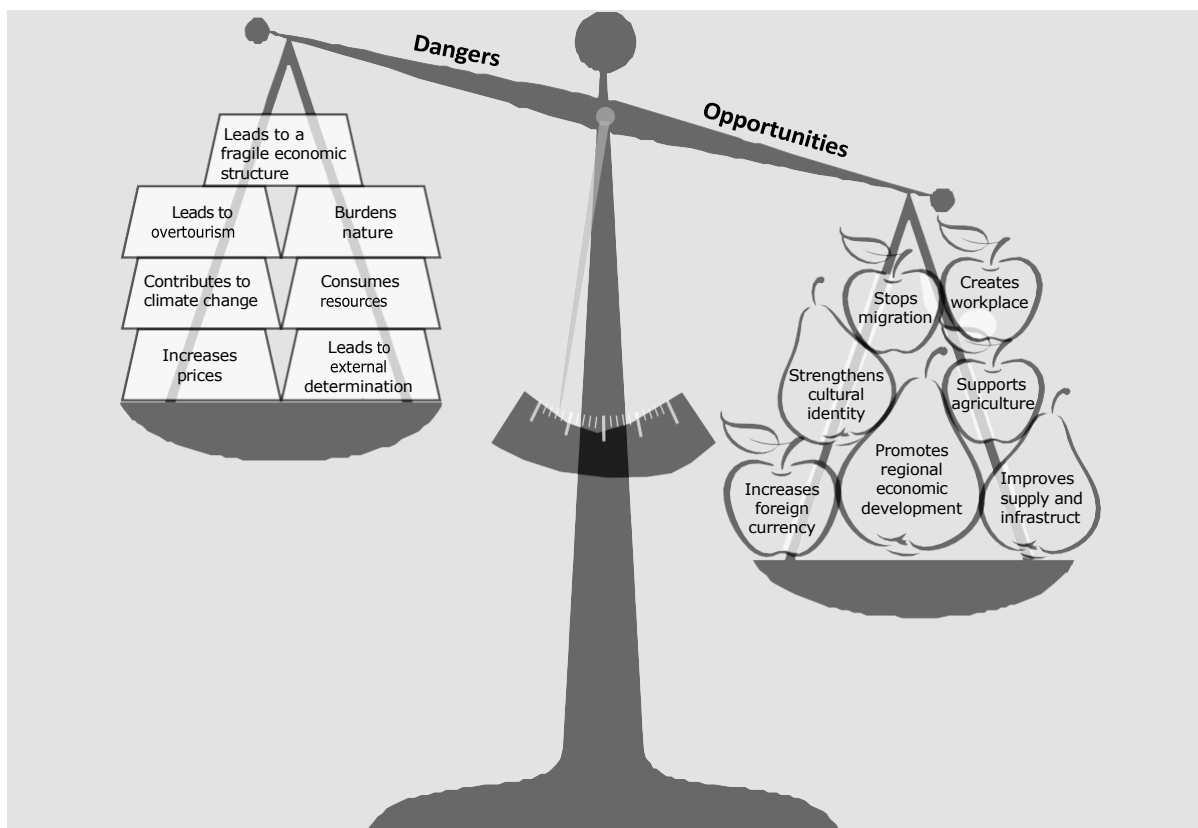 Dangers
Opportunities
Leads to a
fragile economic
structure
Leads to
overtourism
Burdens
nature
Contributes to
climate change
Consumes
resources
Increases
prices
Leads to
external
determination
Stops
migration
Creates
workplace
Strengthens
cultural
identity
Supports
agriculture
Increases
foreign
currency
Promotes
regional
economic
development
Improves
supply and
infrastruct